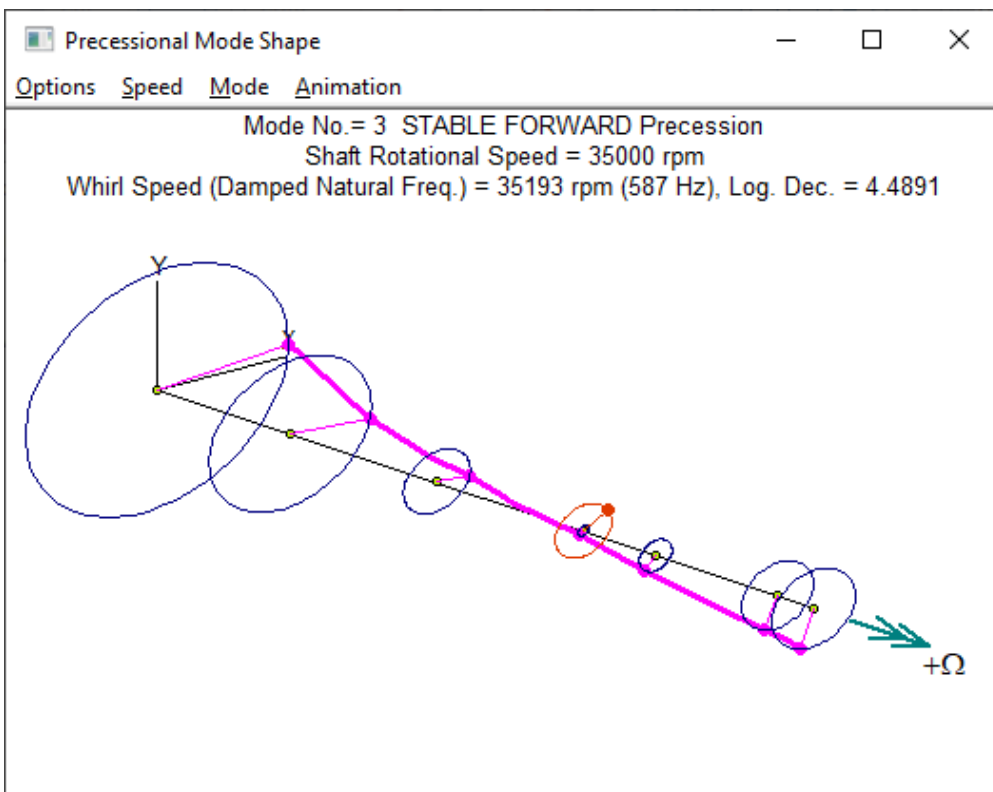 Precessional Mode Shape
Options Speed Mode Animation
Mode No.= 3 STABLE FORWARD Precession
Shaft Rotational Speed = 35000 rpm
Whirl Speed (Damped Natural Freq.) = 35193 rpm (587 Hz), Log. Dec. = 4.4891
Y
+Ω